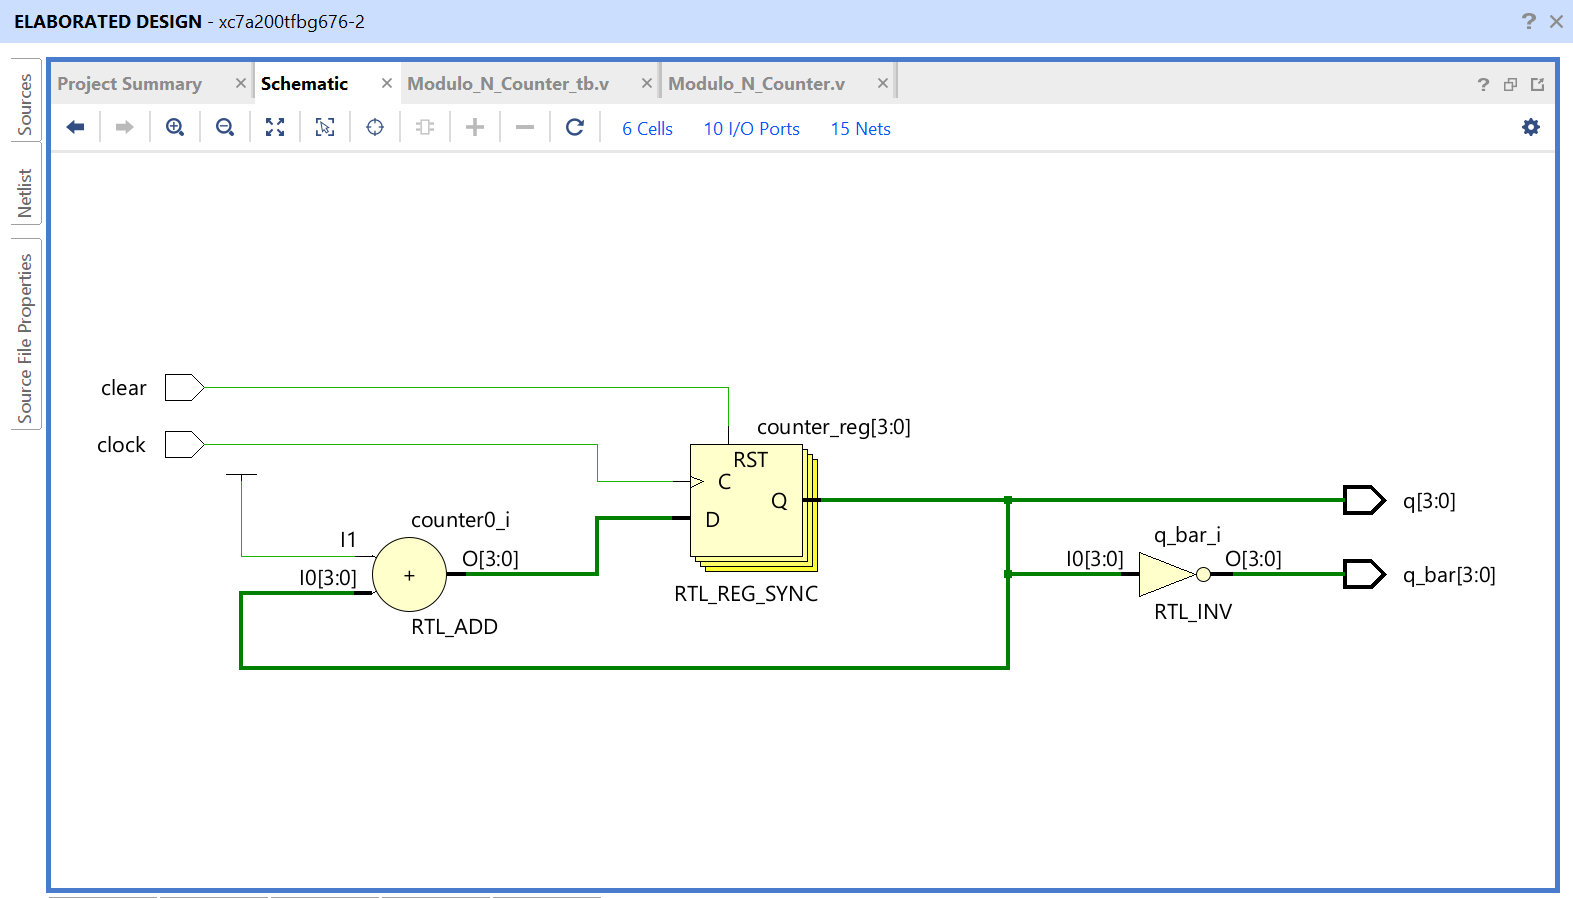 ELABORATED DESIGN - xc7a200tfbg676-2
?
Sources
Netlist
Source File Properties
Project Summary
Schematic
Modulo_N_Counter_tb.v
Modulo_N_Counter.v
?
6 Cells
10 I/O Ports
15 Nets
clear
clock
counter_reg[3:0]
RST
C
Q
D
RTL_REG_SYNC
counter0_i
I1
I0[3:0]
+
O[3:0]
RTL_ADD
q[3:0]
q_bar_i
I0[3:0]
O[3:0]
RTL_INV
q_bar[3:0]